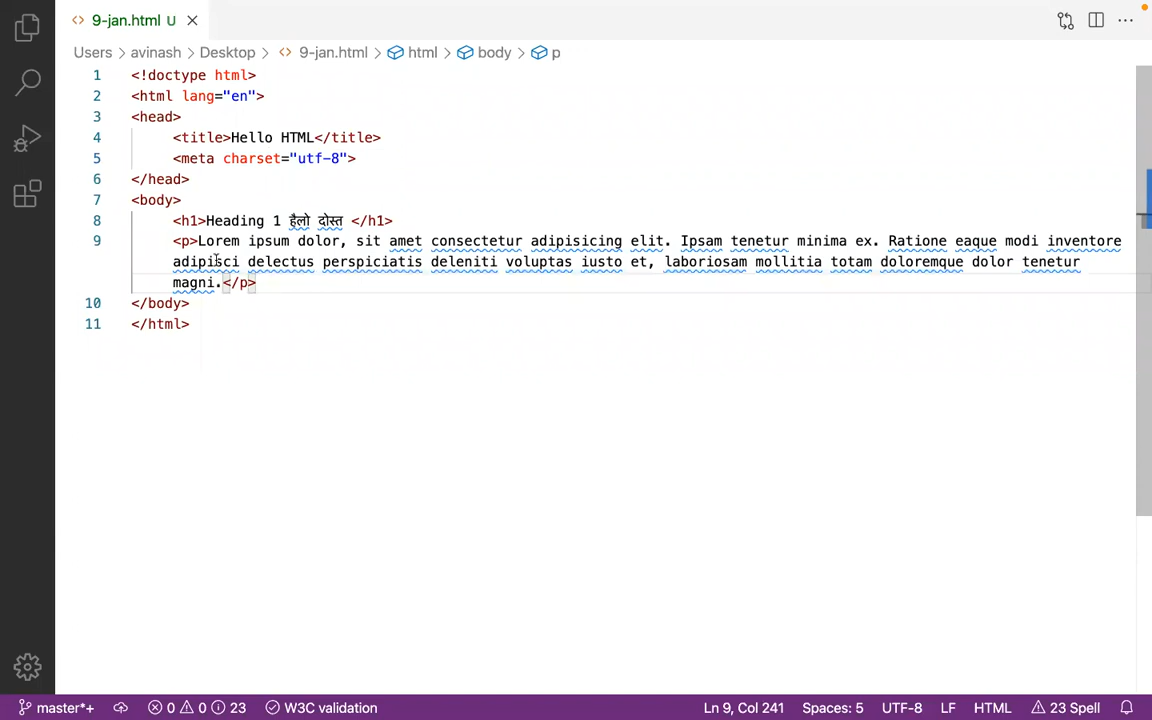 9-jan.html U
Users > avinash > Desktop > 9-jan.html > html > body > p
1 <!doctype html>
2 <html lang="en">
3 <head>
4 <title>Hello HTML</title>
5 <meta charset="utf-8">
6 </head>
7 <body>
8 <h1>Heading 1 हैलो दोस्त </h1>
9 <p>Lorem ipsum dolor, sit amet consectetur adipisicing elit. Ipsam tenetur minima ex. Ratione eaque modi inventore
adipisci delectus perspiciatis deleniti voluptas iusto et, laboriosam mollitia totam doloremque dolor tenetur
magni.</p>
10 </body>
11 </html>
master*+ 0 0 23 W3C validation Ln 9, Col 241 Spaces: 5 UTF-8 LF HTML 23 Spell